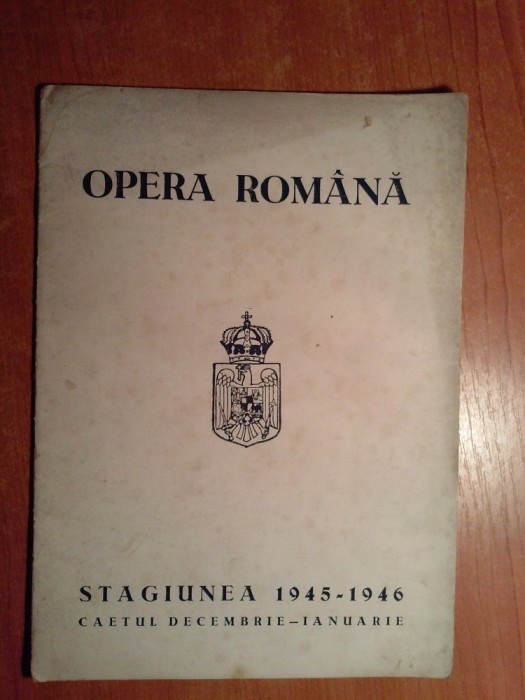 OPERA ROMÂNĂ
STAGIUNEA 1945-1946
CAETUL DECEMBRIE–IANUARIE